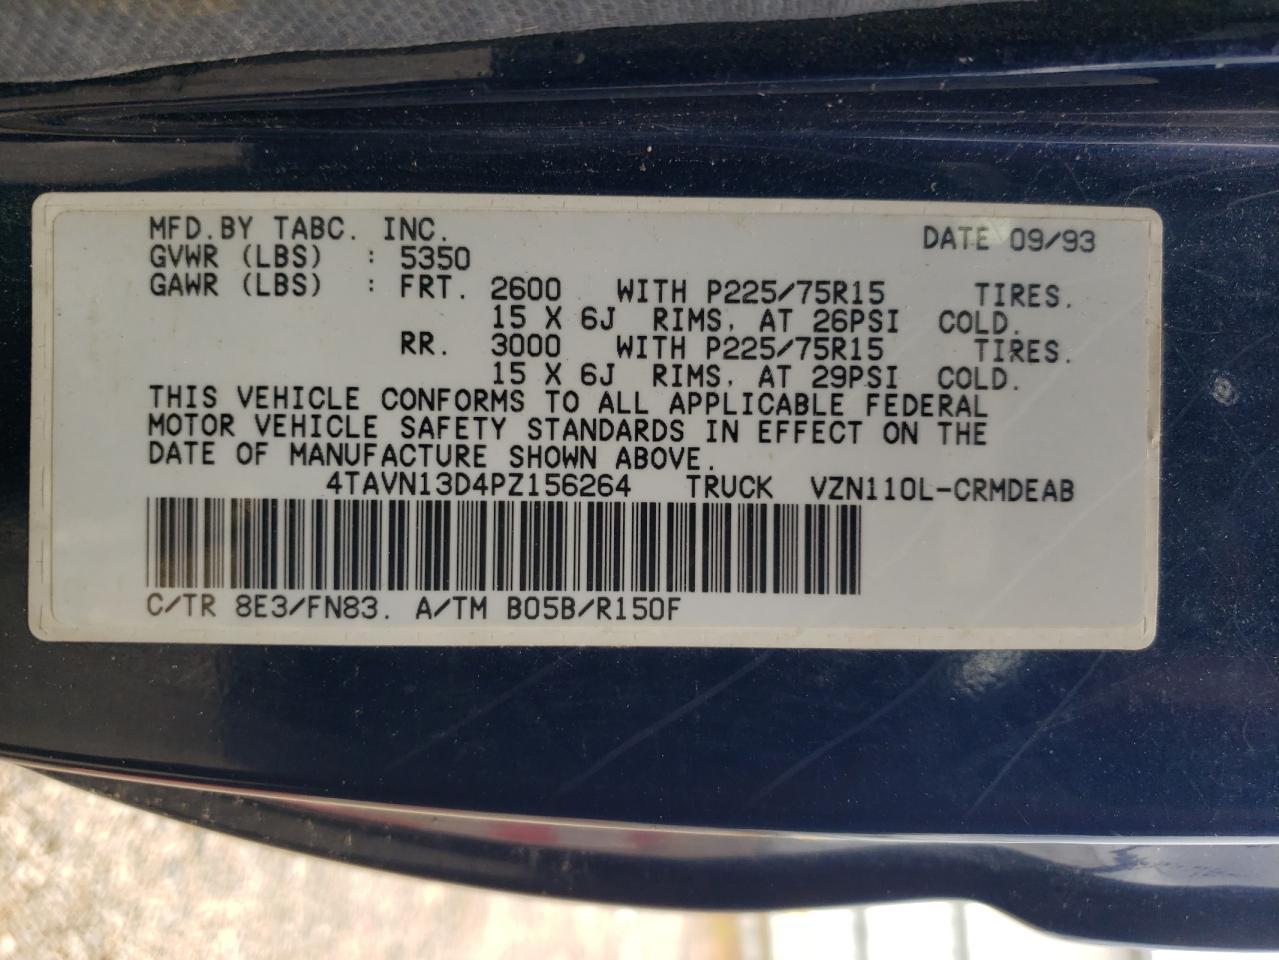 MFD.BY TABC. INC. DATE 09/93
GVWR (LBS) : 5350
GAWR (LBS) : FRT. 2600 WITH P225/75R15 TIRES.
15 X 6J RIMS. AT 26PSI COLD.
RR. 3000 WITH P225/75R15 TIRES.
15 X 6J RIMS. AT 29PSI COLD.
THIS VEHICLE CONFORMS TO ALL APPLICABLE FEDERAL
MOTOR VEHICLE SAFETY STANDARDS IN EFFECT ON THE
DATE OF MANUFACTURE SHOWN ABOVE.
4TAVN13D4PZ156264 TRUCK VZN110L-CRMDEAB
C/TR 8E3/FN83. A/TM B05B/R150F